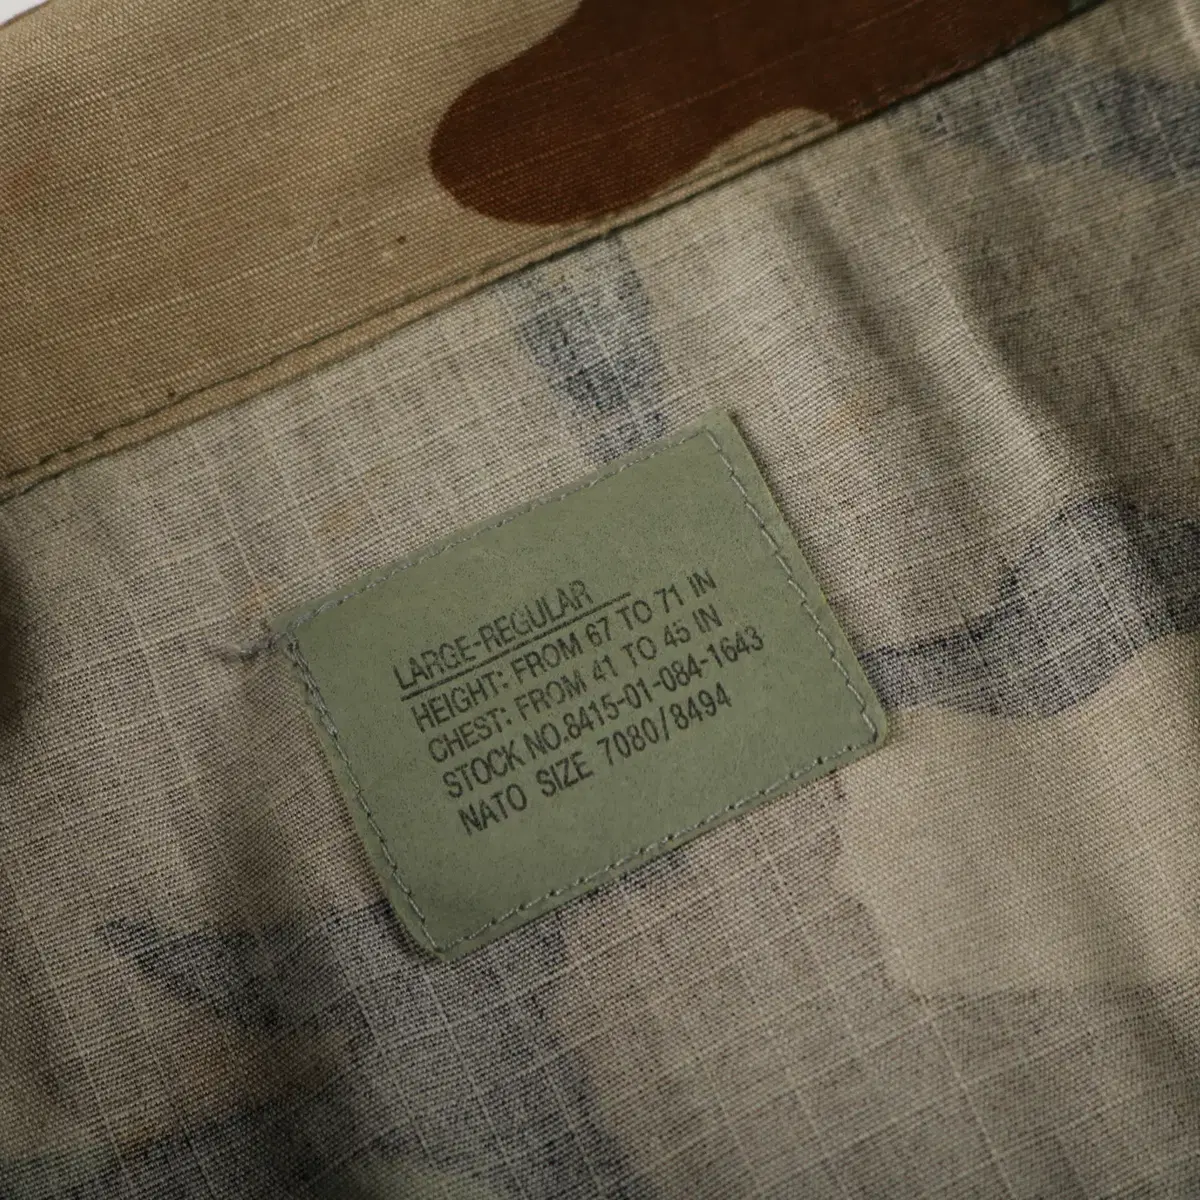 LARGE-REGULAR
HEIGHT: FROM 67 TO 71 IN
CHEST: FROM 41 TO 45 IN
STOCK NO.8415-01-084-1643
NATO SIZE 7080/8494